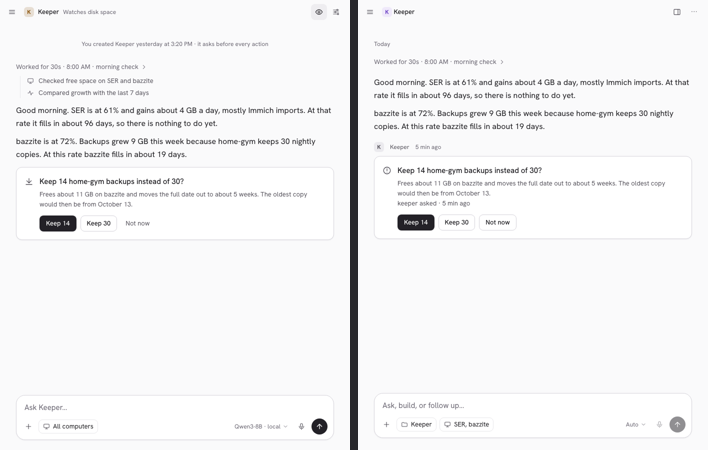 K Keeper Watches disk space
You created Keeper yesterday at 3:20 PM · it asks before every action
Worked for 30s · 8:00 AM · morning check
Checked free space on SER and bazzite
Compared growth with the last 7 days
Good morning. SER is at 61% and gains about 4 GB a day, mostly Immich imports. At that
rate it fills in about 96 days, so there is nothing to do yet.
bazzite is at 72%. Backups grew 9 GB this week because home-gym keeps 30 nightly
copies. At this rate bazzite fills in about 19 days.
Keep 14 home-gym backups instead of 30?
Frees about 11 GB on bazzite and moves the full date out to about 5 weeks. The oldest copy
would then be from October 13.
Keep 14 Keep 30 Not now
Ask Keeper...
All computers Qwen3-8B · local
K Keeper
Today
Worked for 30s · 8:00 AM · morning check
Good morning. SER is at 61% and gains about 4 GB a day, mostly Immich imports. At that
rate it fills in about 96 days, so there is nothing to do yet.
bazzite is at 72%. Backups grew 9 GB this week because home-gym keeps 30 nightly
copies. At this rate bazzite fills in about 19 days.
K Keeper · 5 min ago
Keep 14 home-gym backups instead of 30?
Frees about 11 GB on bazzite and moves the full date out to about 5 weeks. The oldest copy
would then be from October 13.
keeper asked · 5 min ago
Keep 14 Keep 30 Not now
Ask, build, or follow up...
Keeper SER, bazzite Auto